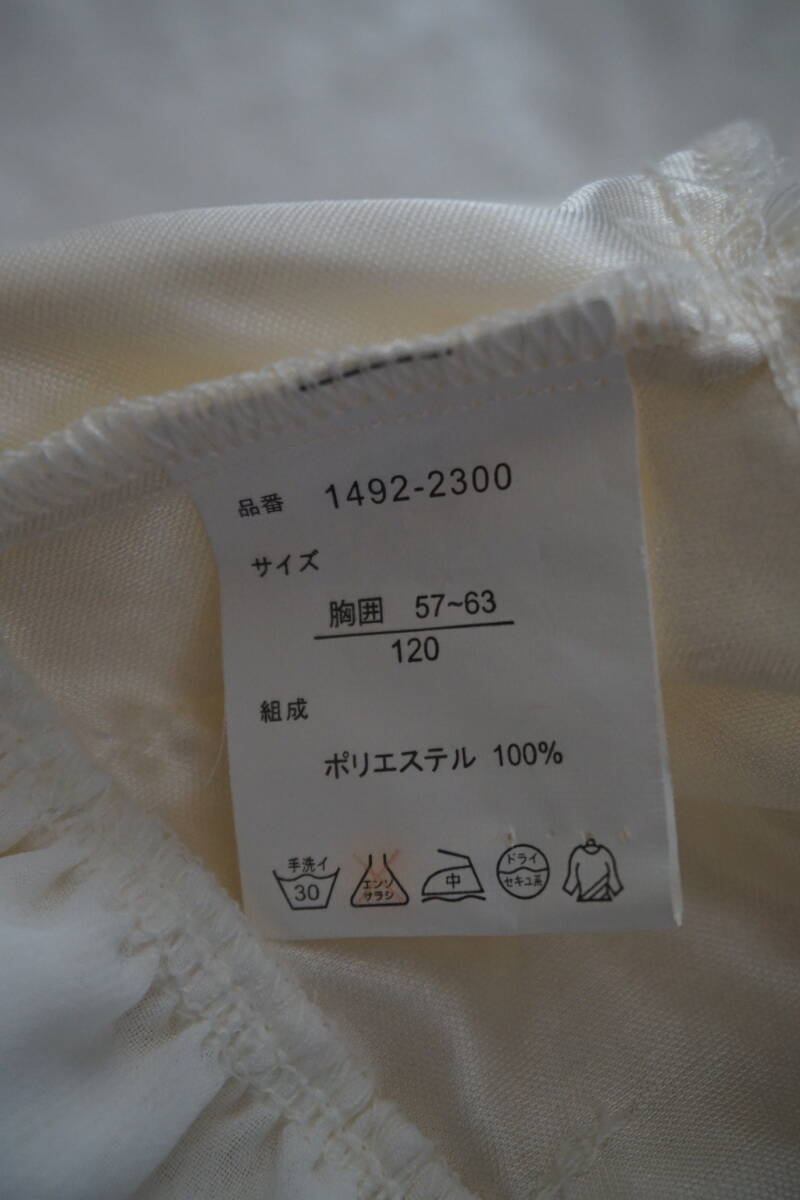 品番 1492-2300
サイズ
胸囲 57~63
120
組成
ポリエステル 100%
手洗イ 30 エンソサラシ 中 ドライ セキユ系